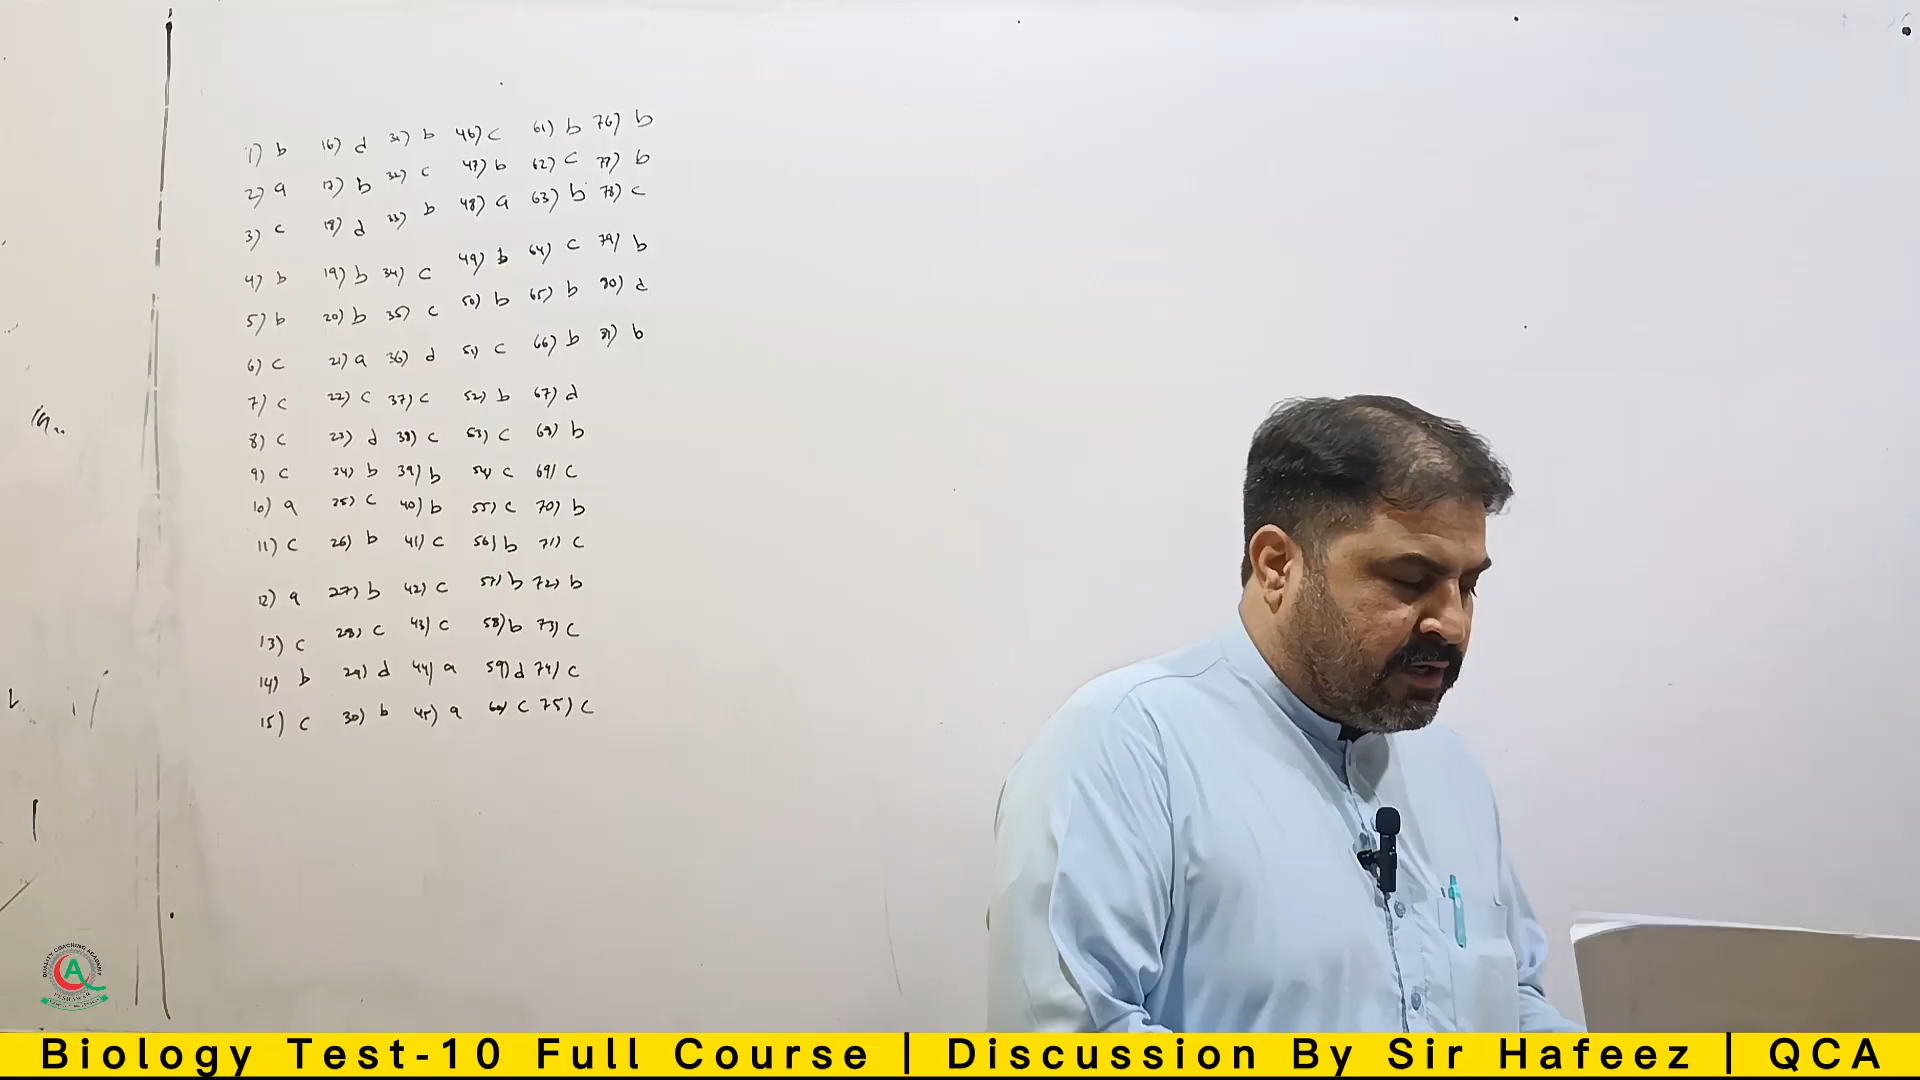 1) b 16) d 31) b 46) c 61) b 76) b
2) a 17) b 32) c 47) b 62) c 77) b
3) c 18) d 33) b 48) a 63) b 78) c
4) b 19) b 34) c 49) b 64) c 79) b
5) b 20) b 35) c 50) b 65) b 80) d
6) c 21) a 36) d 51) c 66) b 81) b
7) c 22) c 37) c 52) b 67) d
8) c 23) d 38) c 53) c 68) b
9) c 24) b 39) b 54) c 69) c
10) a 25) c 40) b 55) c 70) b
11) c 26) b 41) c 56) b 71) c
12) a 27) b 42) c 57) b 72) b
13) c 28) c 43) c 58) b 73) c
14) b 29) d 44) a 59) d 74) c
15) c 30) b 45) a 60) c 75) c
QUALITY COACHING ACADEMY
PESHAWAR
Biology Test-10 Full Course | Discussion By Sir Hafeez | QCA